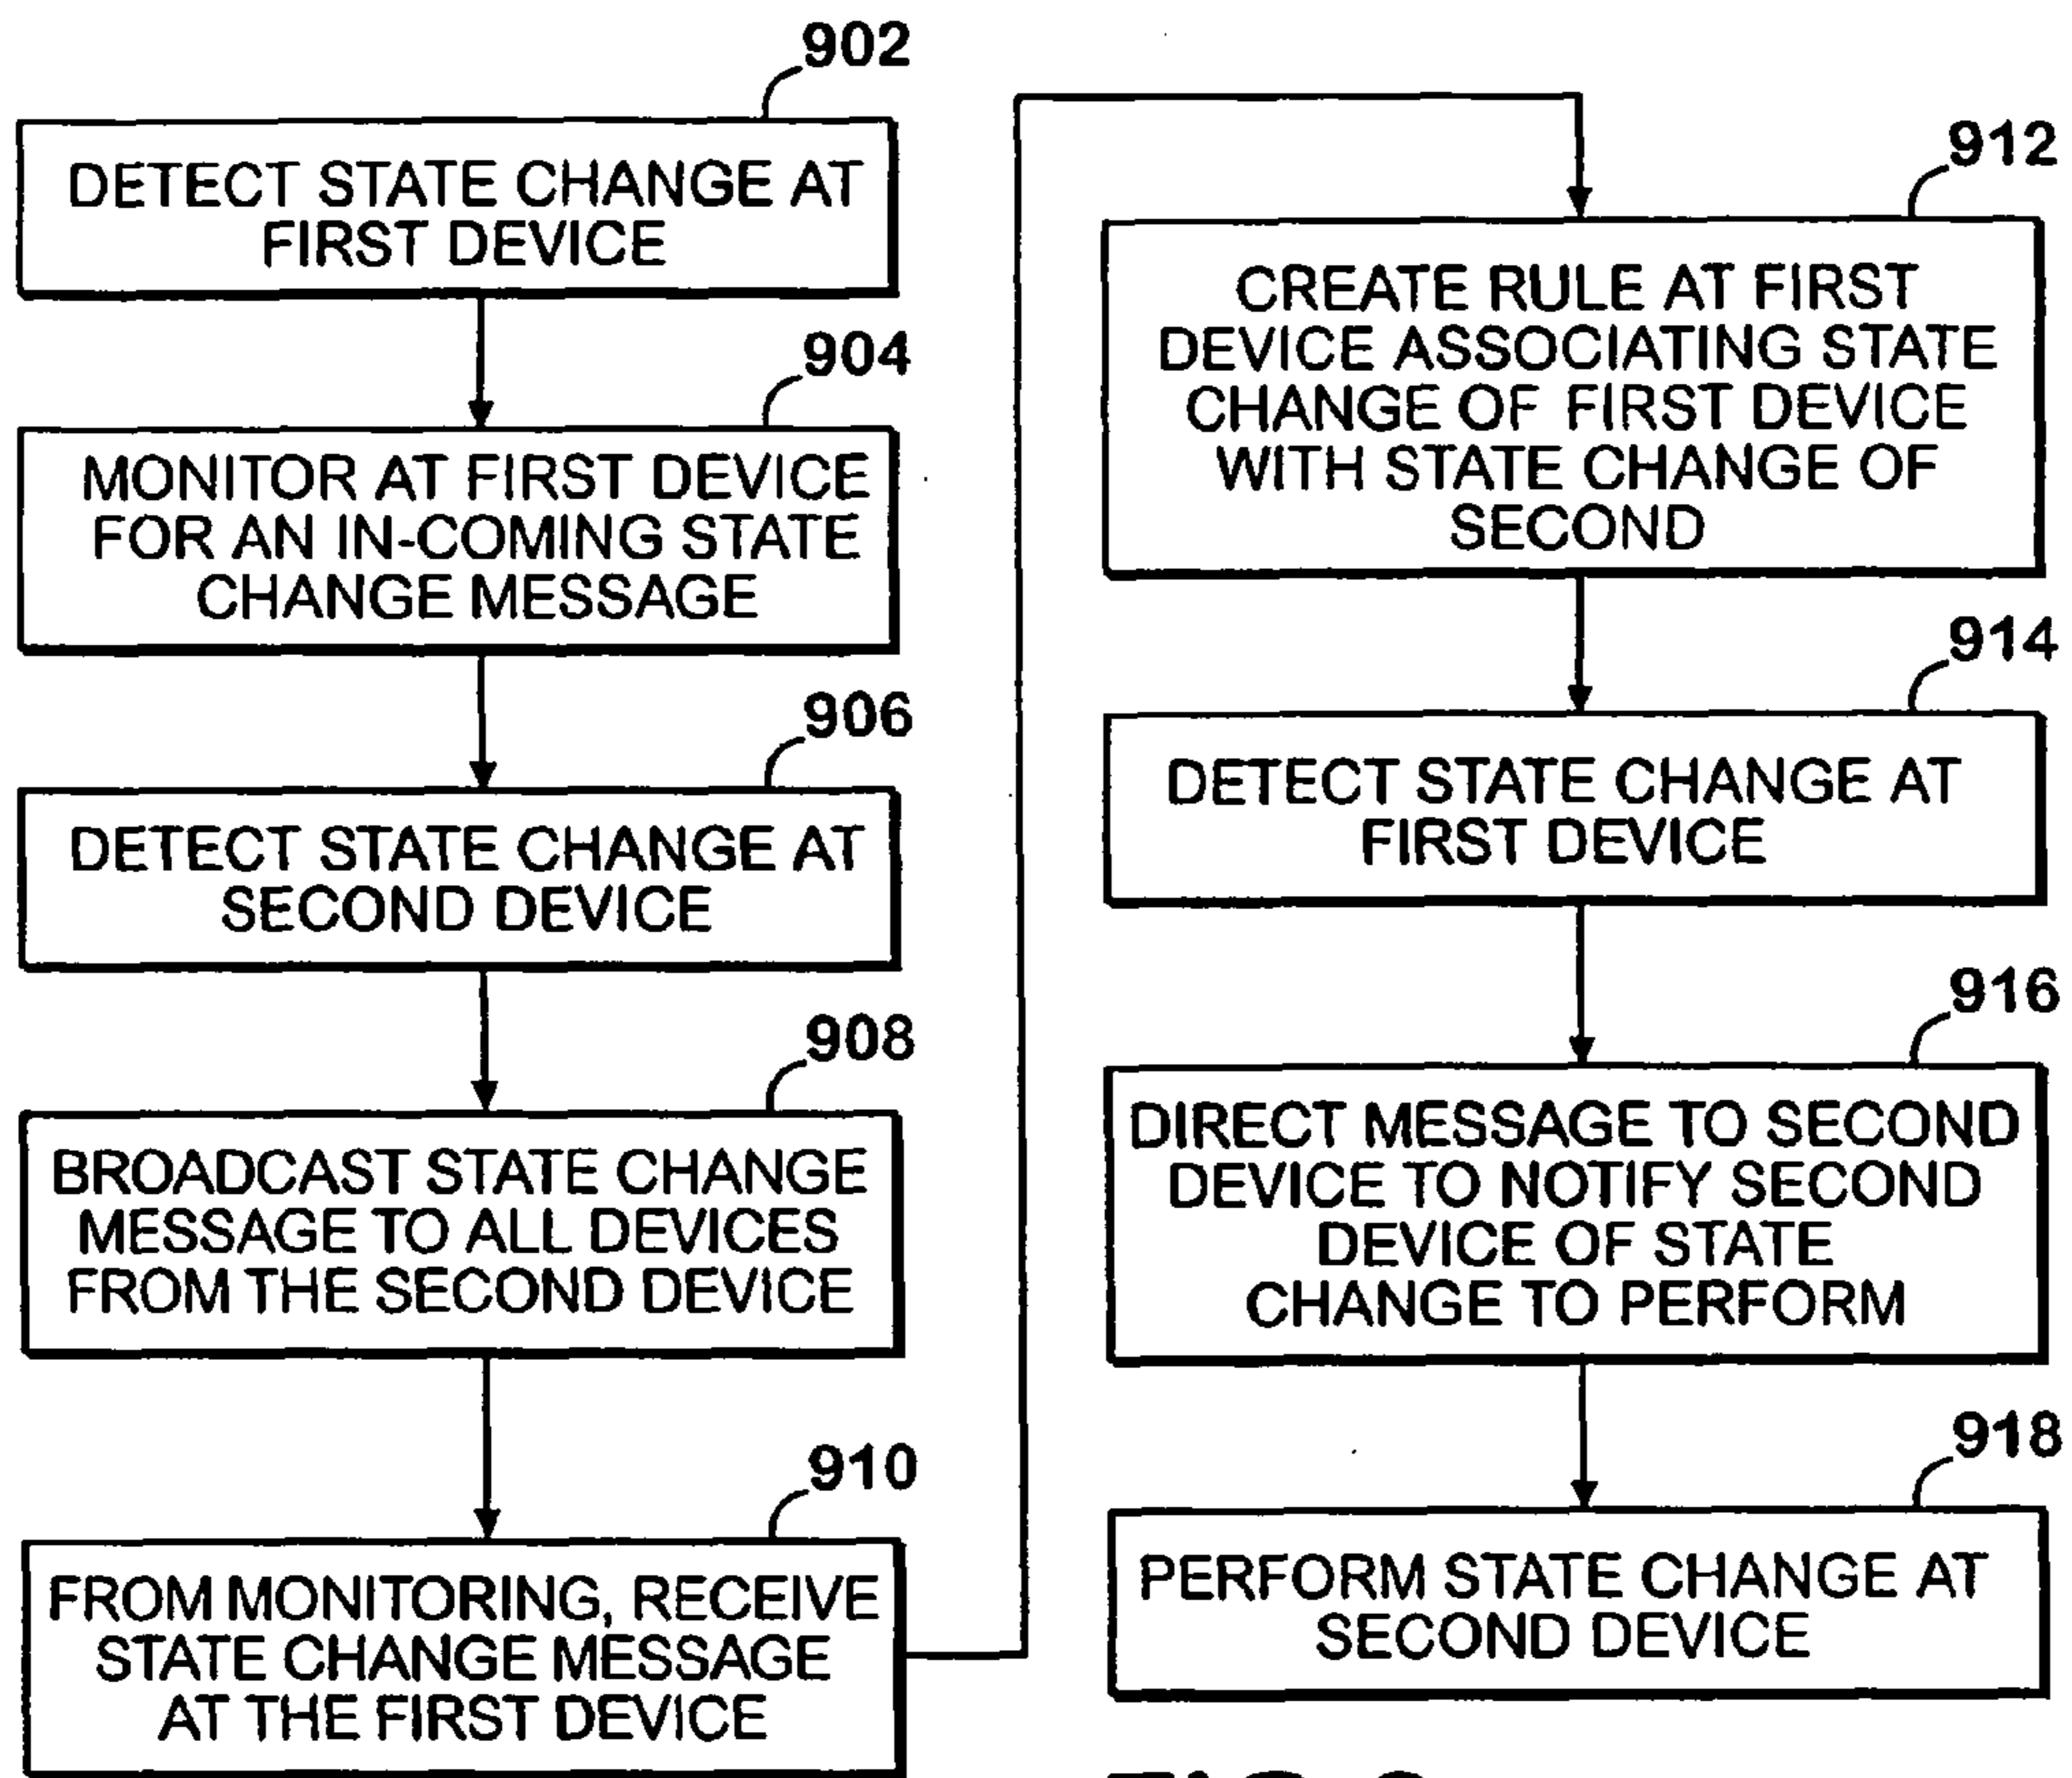 902
DETECT STATE CHANGE AT
FIRST DEVICE
904
MONITOR AT FIRST DEVICE
FOR AN IN-COMING STATE
CHANGE MESSAGE
906
DETECT STATE CHANGE AT
SECOND DEVICE
908
BROADCAST STATE CHANGE
MESSAGE TO ALL DEVICES
FROM THE SECOND DEVICE
910
FROM MONITORING, RECEIVE
STATE CHANGE MESSAGE
AT THE FIRST DEVICE
912
CREATE RULE AT FIRST
DEVICE ASSOCIATING STATE
CHANGE OF FIRST DEVICE
WITH STATE CHANGE OF
SECOND
914
DETECT STATE CHANGE AT
FIRST DEVICE
916
DIRECT MESSAGE TO SECOND
DEVICE TO NOTIFY SECOND
DEVICE OF STATE
CHANGE TO PERFORM
918
PERFORM STATE CHANGE AT
SECOND DEVICE